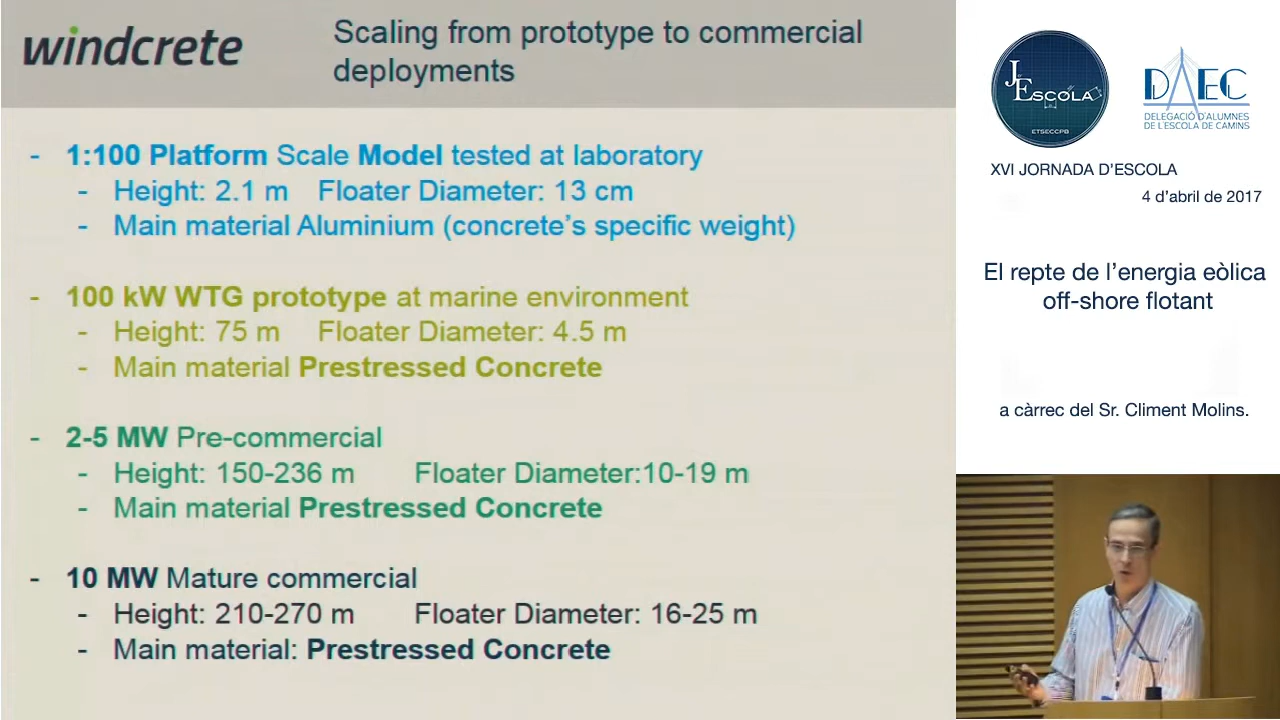 windcrete
Scaling from prototype to commercial
deployments
- 1:100 Platform Scale Model tested at laboratory
- Height: 2.1 m Floater Diameter: 13 cm
- Main material Aluminium (concrete's specific weight)
- 100 kW WTG prototype at marine environment
- Height: 75 m Floater Diameter: 4.5 m
- Main material Prestressed Concrete
- 2-5 MW Pre-commercial
- Height: 150-236 m Floater Diameter:10-19 m
- Main material Prestressed Concrete
- 10 MW Mature commercial
- Height: 210-270 m Floater Diameter: 16-25 m
- Main material: Prestressed Concrete
J Escola
ETSECCPB
DAEC
DELEGACIÓ D'ALUMNES
DE L'ESCOLA DE CAMINS
XVI JORNADA D'ESCOLA
4 d'abril de 2017
El repte de l'energia eòlica
off-shore flotant
a càrrec del Sr. Climent Molins.